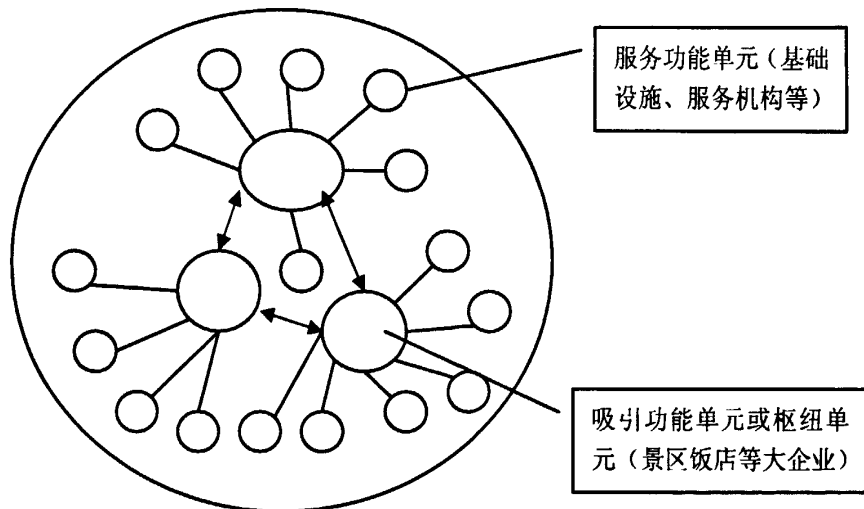 服务功能单元（基础
设施、服务机构等）
吸引功能单元或枢纽单
元（景区饭店等大企业）